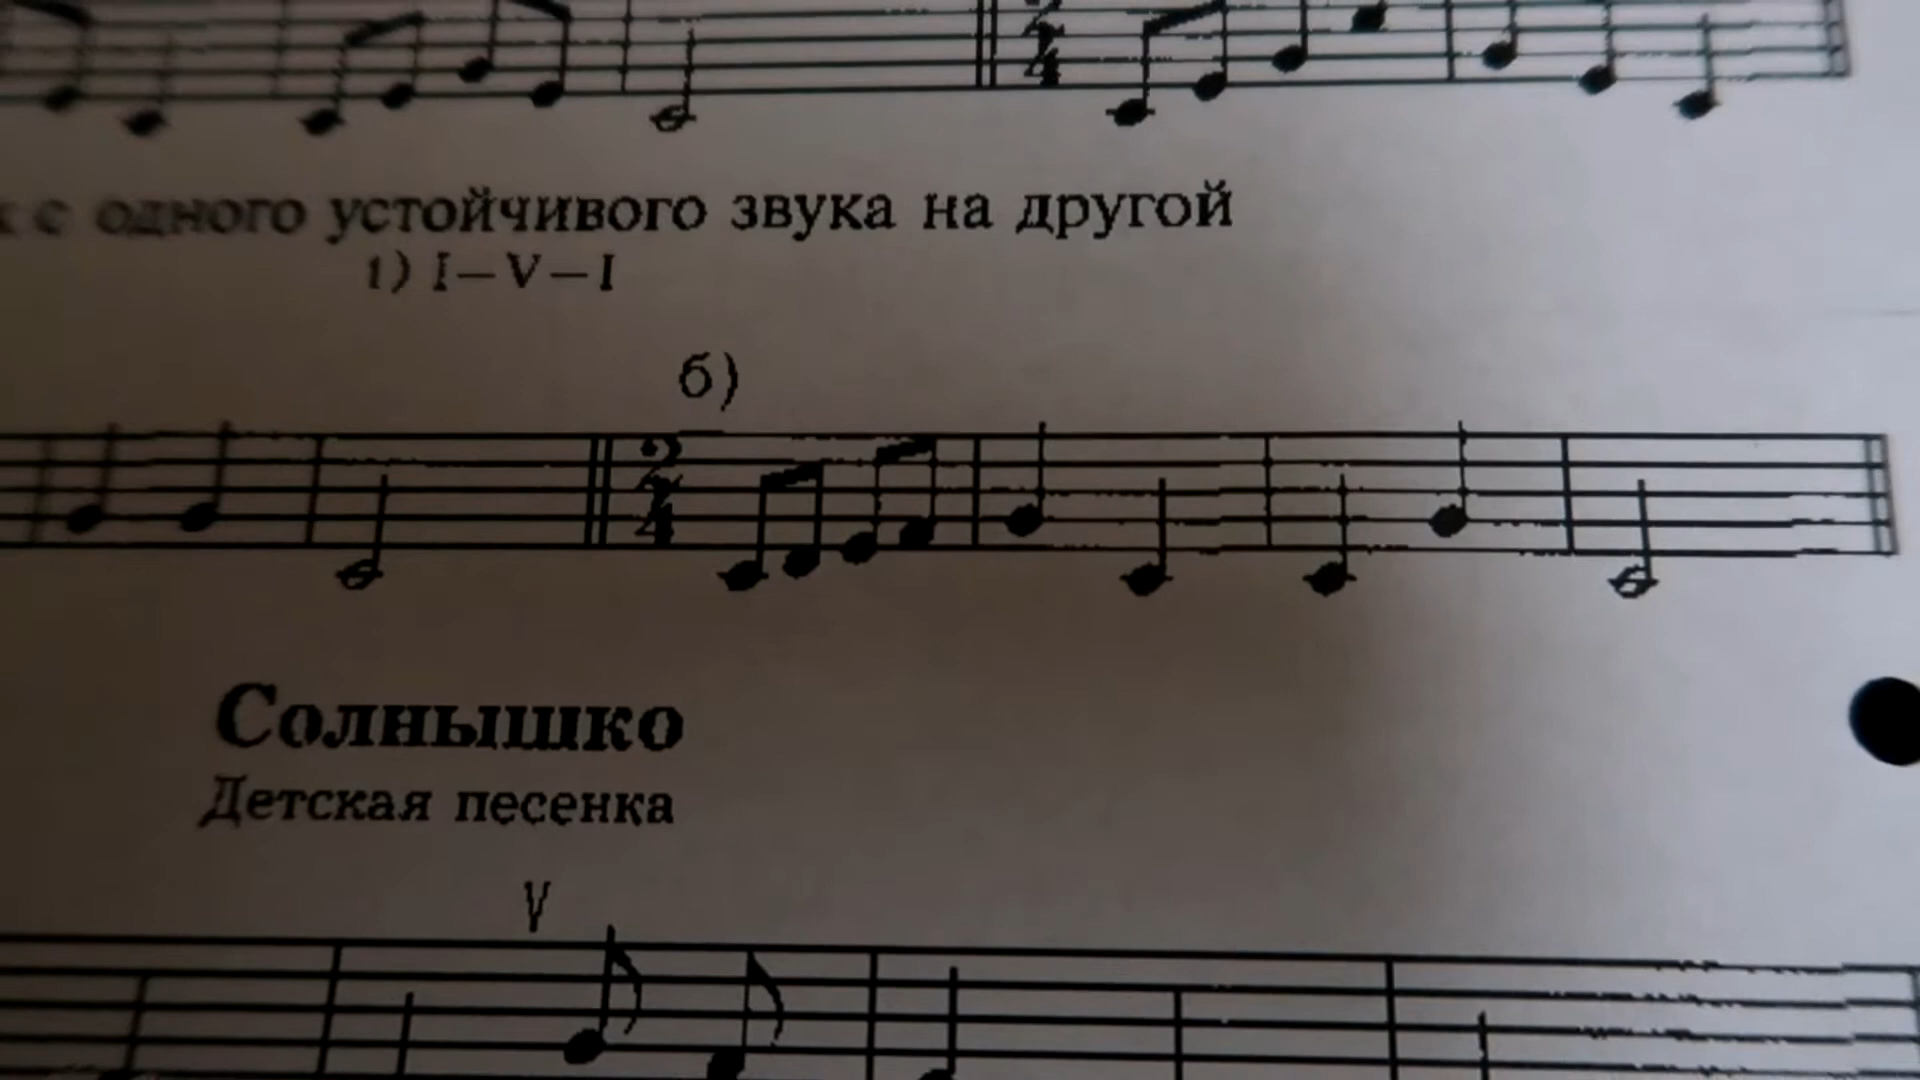 2
4
с одного устойчивого звука на другой
1) I — V — I
б)
2
4
Солнышко
Детская песенка
V